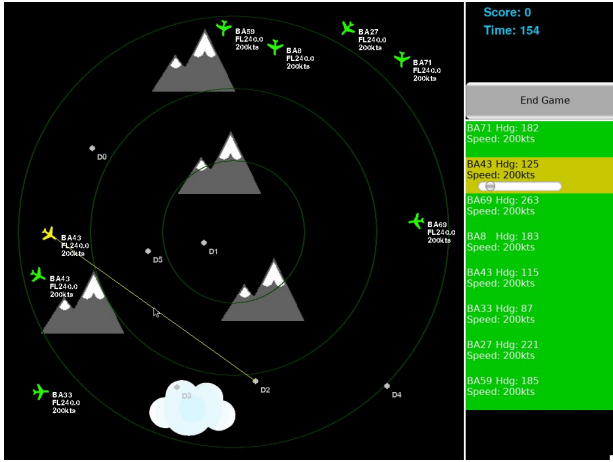 Score: 0
Time: 154
End Game
BA71 Hdg: 182
Speed: 200kts
BA43 Hdg: 125
Speed: 200kts
BA69 Hdg: 263
Speed: 200kts
BA8 Hdg: 183
Speed: 200kts
BA43 Hdg: 115
Speed: 200kts
BA33 Hdg: 87
Speed: 200kts
BA27 Hdg: 221
Speed: 200kts
BA59 Hdg: 185
Speed: 200kts
BA59
FL240.0
200kts
BA8
FL240.0
200kts
BA27
FL240.0
200kts
BA71
FL240.0
200kts
D0
BA43
FL240.0
200kts
BA69
FL240.0
200kts
D1
D5
BA43
FL240.0
200kts
D2
D3
D4
BA33
FL240.0
200kts